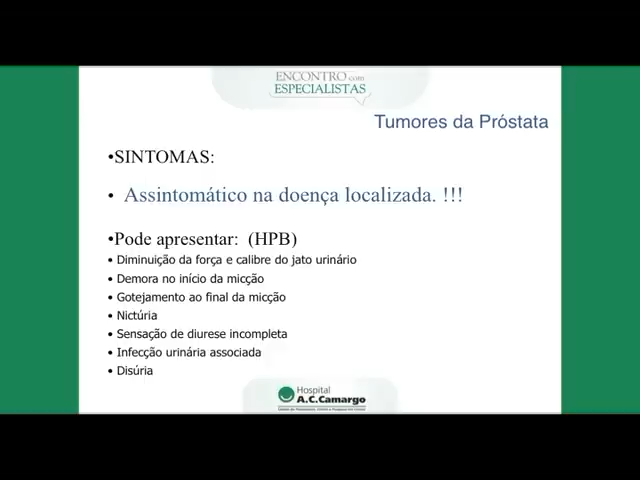 ENCONTRO com
ESPECIALISTAS
Tumores da Próstata
•SINTOMAS:
• Assintomático na doença localizada. !!!
•Pode apresentar: (HPB)
• Diminuição da força e calibre do jato urinário
• Demora no início da micção
• Gotejamento ao final da micção
• Nictúria
• Sensação de diurese incompleta
• Infecção urinária associada
• Disúria
Hospital
A.C.Camargo